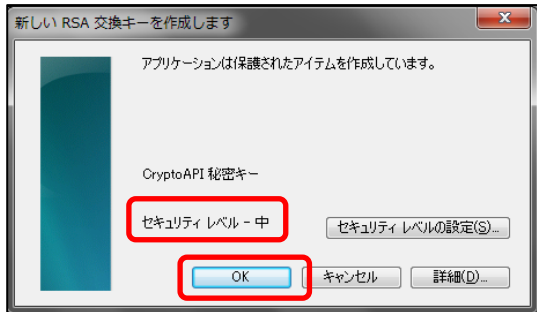 新しい RSA 交換キーを作成します
アプリケーションは保護されたアイテムを作成しています。
CryptoAPI 秘密キー
セキュリティ レベル - 中
セキュリティ レベルの設定(S)...
OK
キャンセル
詳細(D)...